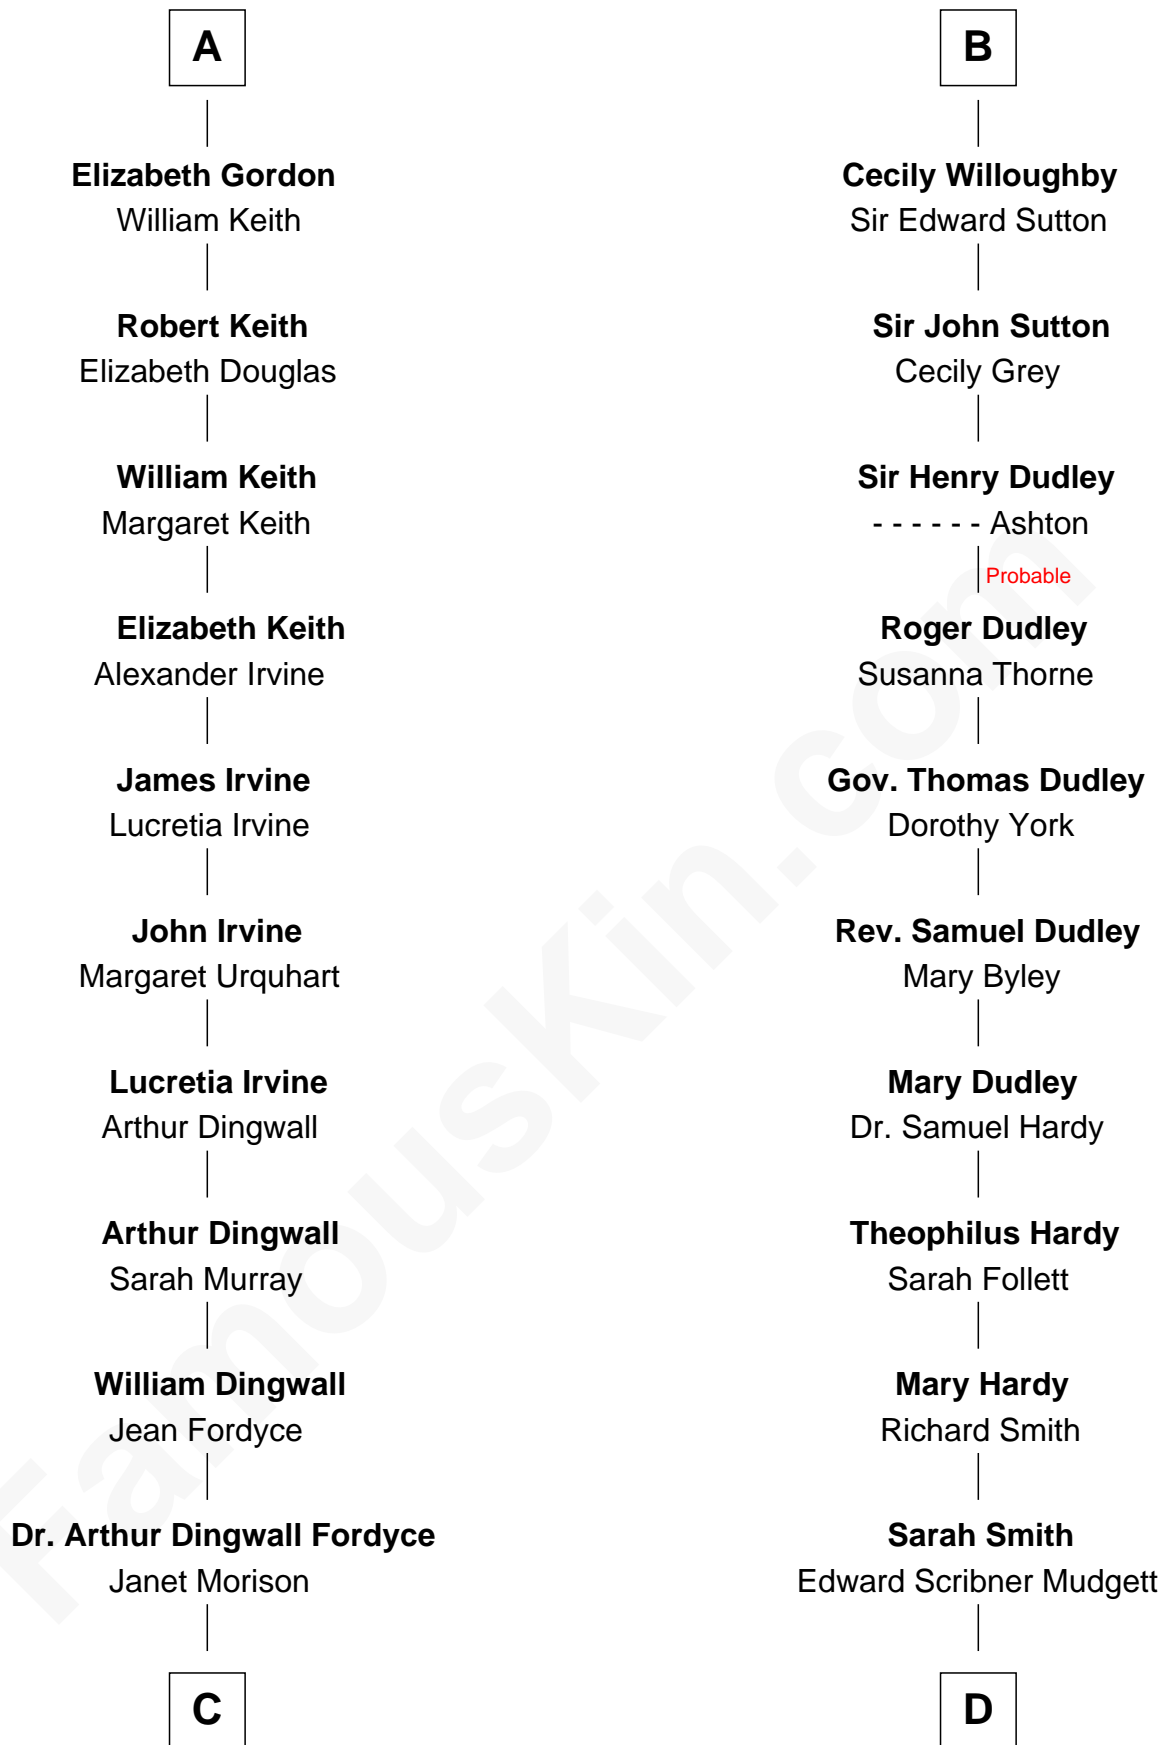 A
Elizabeth Gordon
William Keith
Robert Keith
Elizabeth Douglas
William Keith
Margaret Keith
Elizabeth Keith
Alexander Irvine
James Irvine
Lucretia Irvine
John Irvine
Margaret Urquhart
Lucretia Irvine
Arthur Dingwall
Arthur Dingwall
Sarah Murray
William Dingwall
Jean Fordyce
Dr. Arthur Dingwall Fordyce
Janet Morison
C
B
Cecily Willoughby
Sir Edward Sutton
Sir John Sutton
Cecily Grey
Sir Henry Dudley
- - - - - - Ashton
Probable
Roger Dudley
Susanna Thorne
Gov. Thomas Dudley
Dorothy York
Rev. Samuel Dudley
Mary Byley
Mary Dudley
Dr. Samuel Hardy
Theophilus Hardy
Sarah Follett
Mary Hardy
Richard Smith
Sarah Smith
Edward Scribner Mudgett
D
FamousKin.com